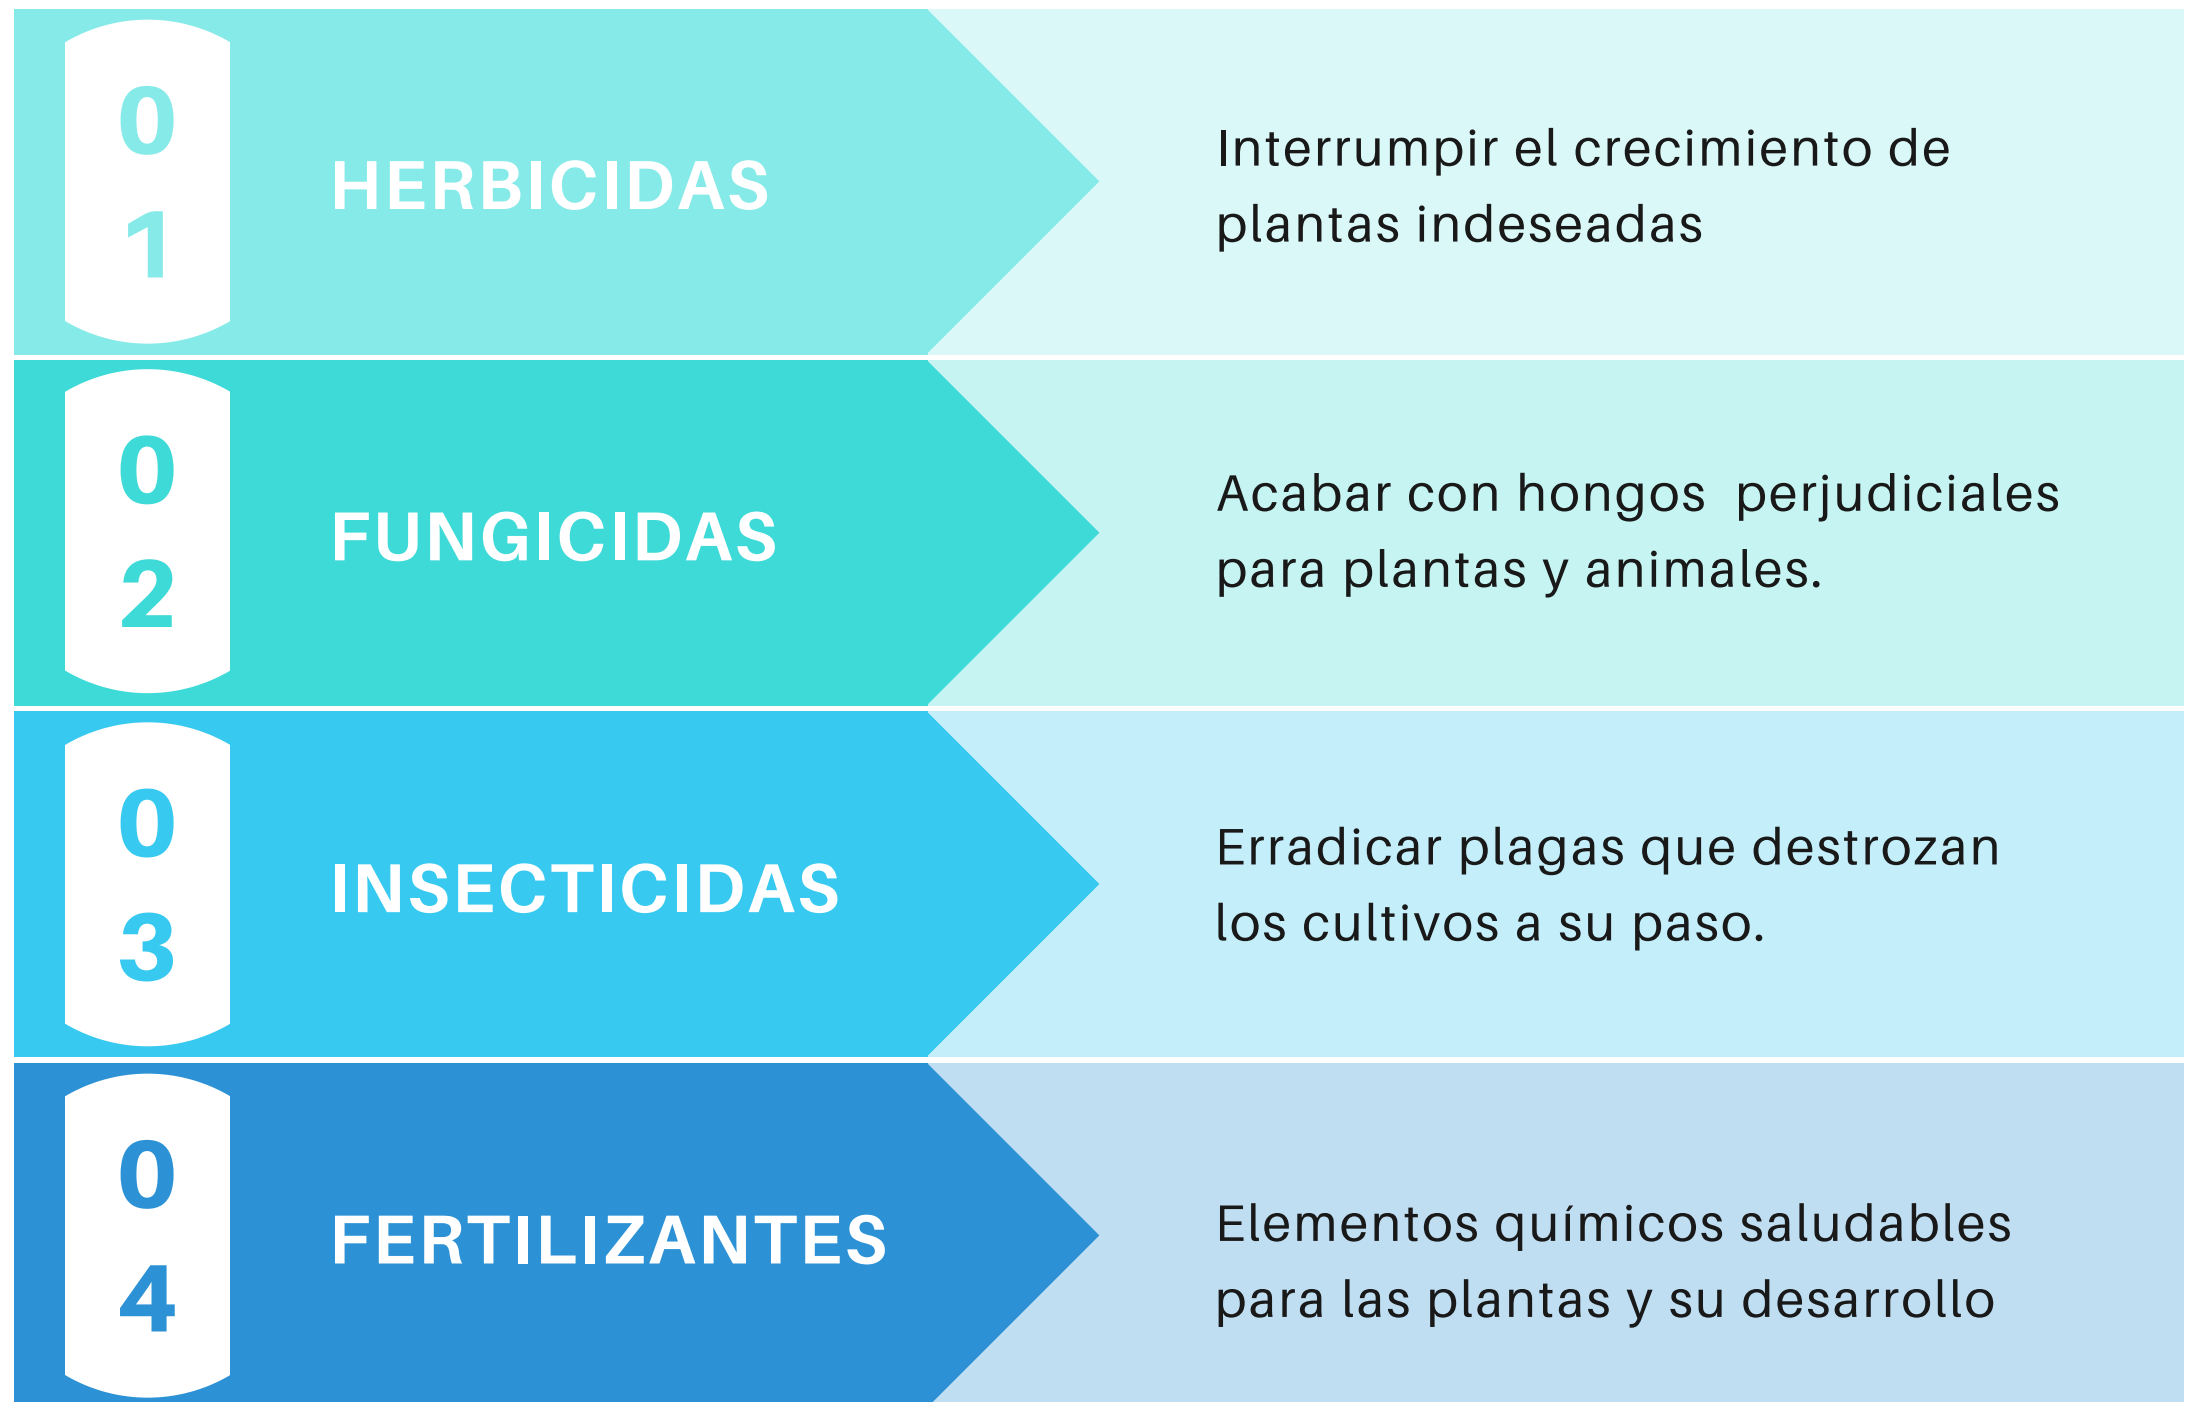 0
1
HERBICIDAS
Interrumpir el crecimiento de
plantas indeseadas
0
2
FUNGICIDAS
Acabar con hongos  perjudiciales
para plantas y animales.
0
3
INSECTICIDAS
Erradicar plagas que destrozan
los cultivos a su paso.
0
4
FERTILIZANTES
Elementos químicos saludables
para las plantas y su desarrollo